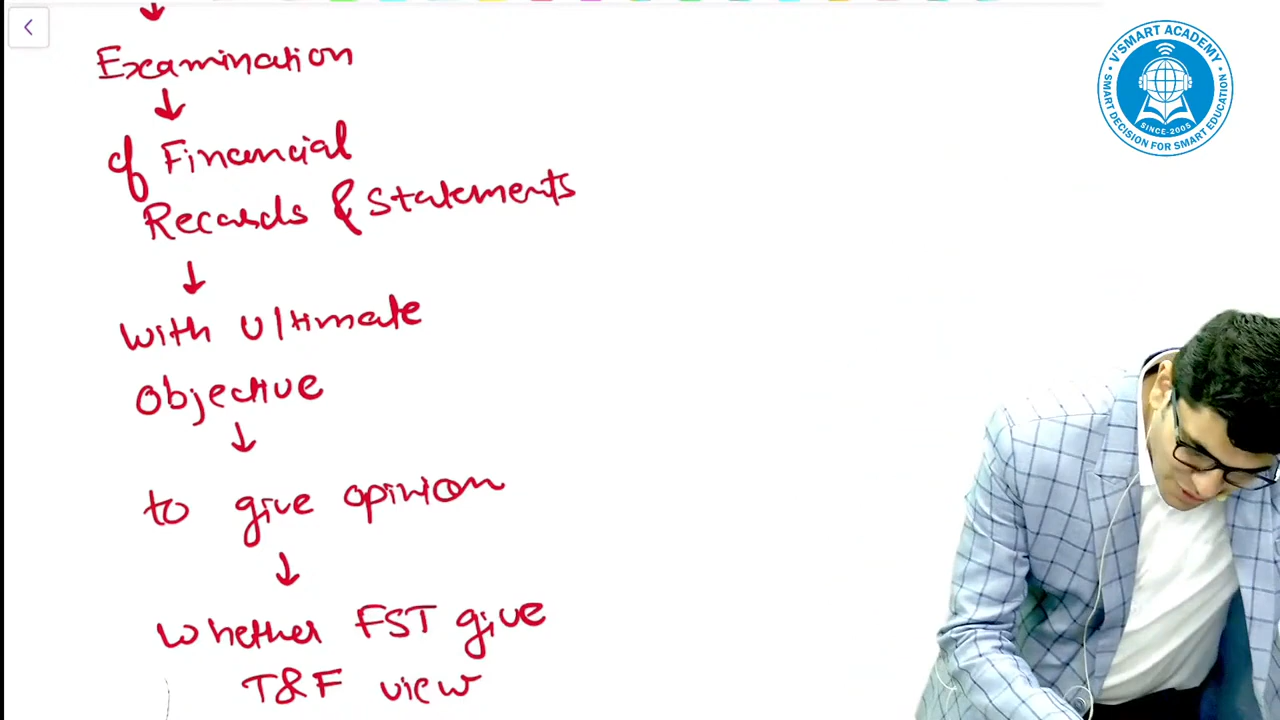 Examination
of Financial
Records & Statements
With Ultimate
Objective
to give opinion
Whether FST give
T&F view
V'SMART ACADEMY
SMART DECISION FOR SMART EDUCATION
SINCE-2005